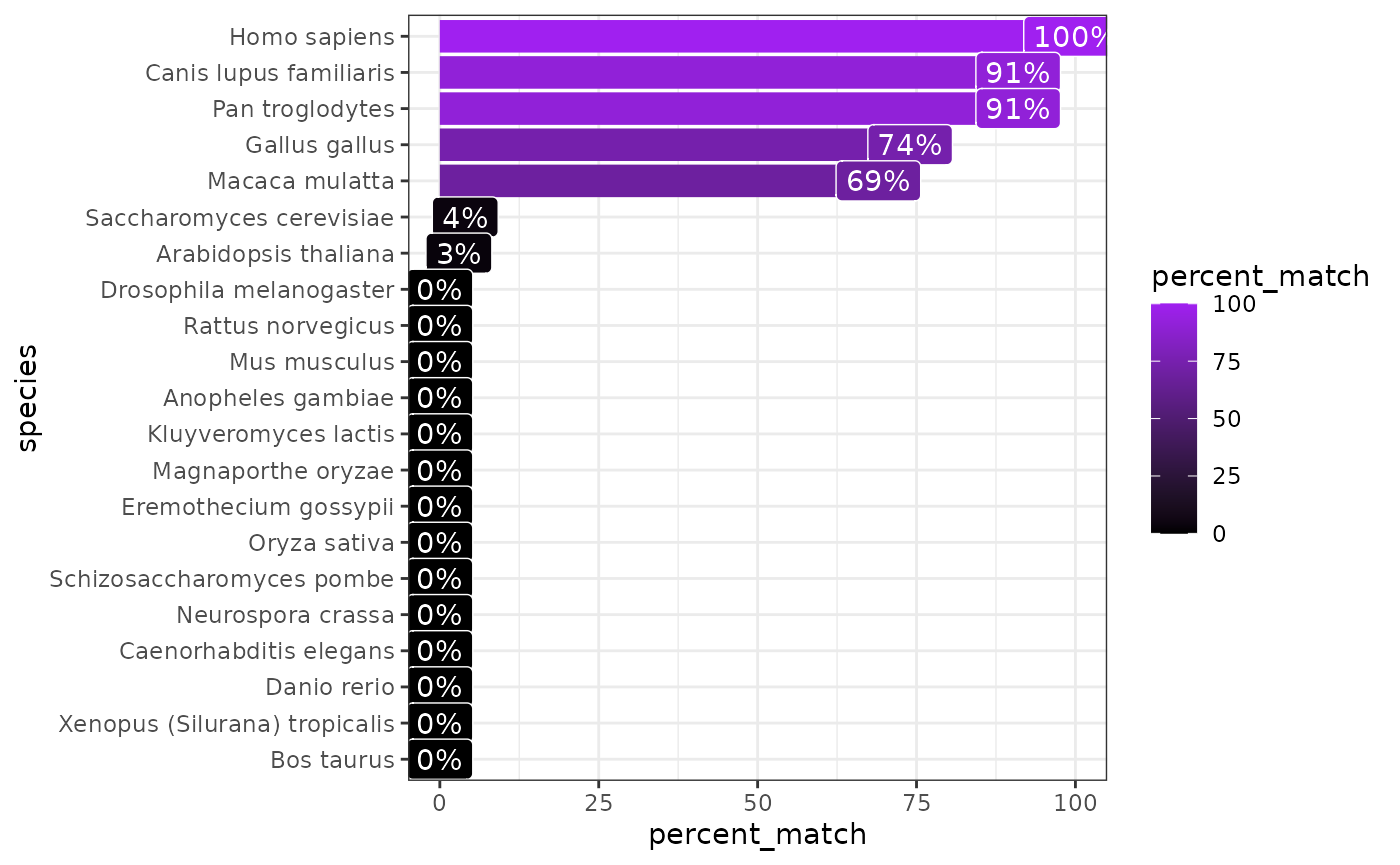 Homo sapiens 100%
Canis lupus familiaris 91%
Pan troglodytes 91%
Gallus gallus 74%
Macaca mulatta 69%
Saccharomyces cerevisiae 4%
Arabidopsis thaliana 3%
Drosophila melanogaster 0%
Rattus norvegicus 0%
Mus musculus 0%
Anopheles gambiae 0%
Kluyveromyces lactis 0%
Magnaporthe oryzae 0%
Eremothecium gossypii 0%
Oryza sativa 0%
Schizosaccharomyces pombe 0%
Neurospora crassa 0%
Caenorhabditis elegans 0%
Danio rerio 0%
Xenopus (Silurana) tropicalis 0%
Bos taurus 0%
0 25 50 75 100
percent_match
species
percent_match
100
75
50
25
0